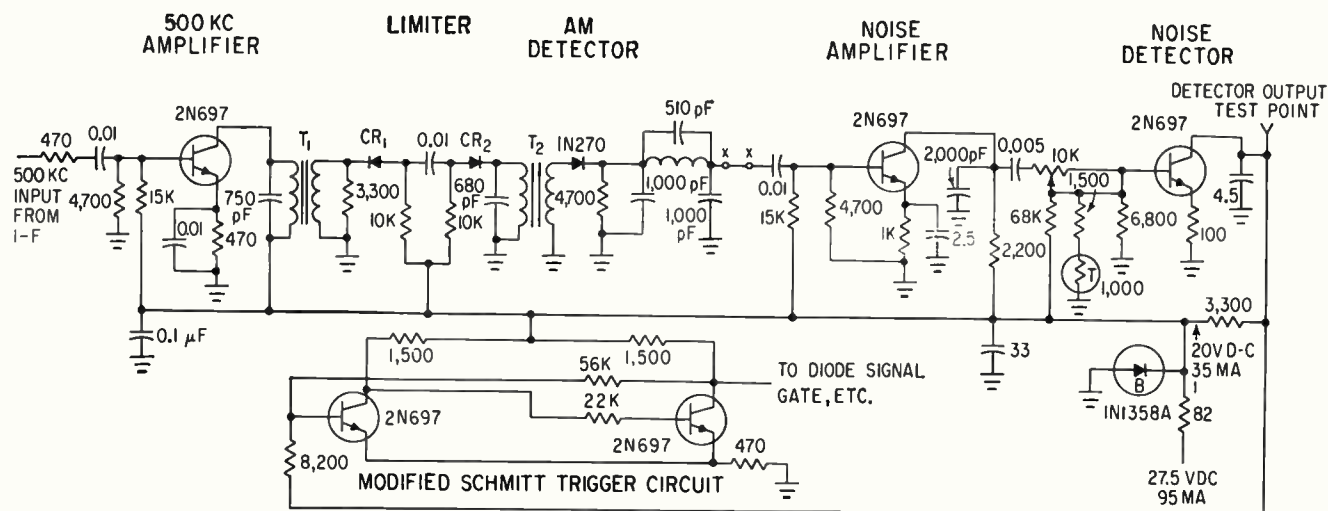 500 KC
AMPLIFIER
LIMITER
AM
DETECTOR
NOISE
AMPLIFIER
NOISE
DETECTOR
DETECTOR OUTPUT
TEST POINT
470
0.01
2N697
T1
CR1
0.01
CR2
T2
1N270
510 pF
x x
2N697
2,000pF
0.005
10K
2N697
500 KC
INPUT
FROM
I-F
4,700
15K
0.01
470
750
pF
3,300
10K
10K
680
pF
4,700
1,000 pF
1,000
pF
0.01
15K
4,700
1K
2.5
2,200
68K
1,500
T
1,000
6,800
100
4.5
0.1 μF
1,500
1,500
56K
22K
2N697
2N697
8,200
470
MODIFIED SCHMITT TRIGGER CIRCUIT
TO DIODE SIGNAL
GATE, ETC.
33
3,300
20V D-C
35 MA
B
1N1358A
82
27.5 VDC
95 MA